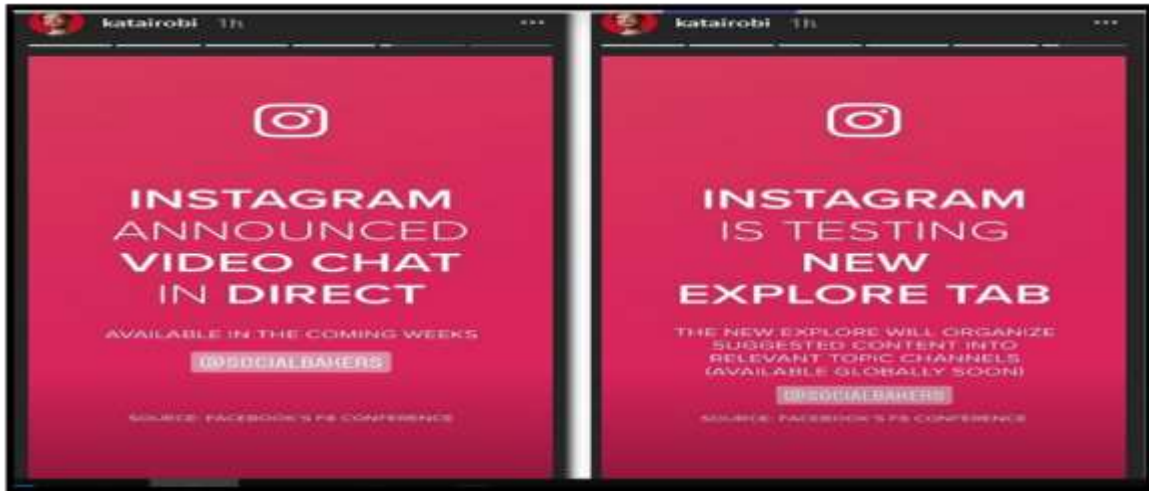 katairobi 1h
INSTAGRAM
ANNOUNCED
VIDEO CHAT
IN DIRECT
AVAILABLE IN THE COMING WEEKS
@SOCIALBAKERS
SOURCE: FACEBOOK'S F8 CONFERENCE
katairobi 1h
INSTAGRAM
IS TESTING
NEW
EXPLORE TAB
THE NEW EXPLORE WILL ORGANIZE
SUGGESTED CONTENT INTO
RELEVANT TOPIC CHANNELS
(AVAILABLE GLOBALLY SOON)
@SOCIALBAKERS
SOURCE: FACEBOOK'S F8 CONFERENCE